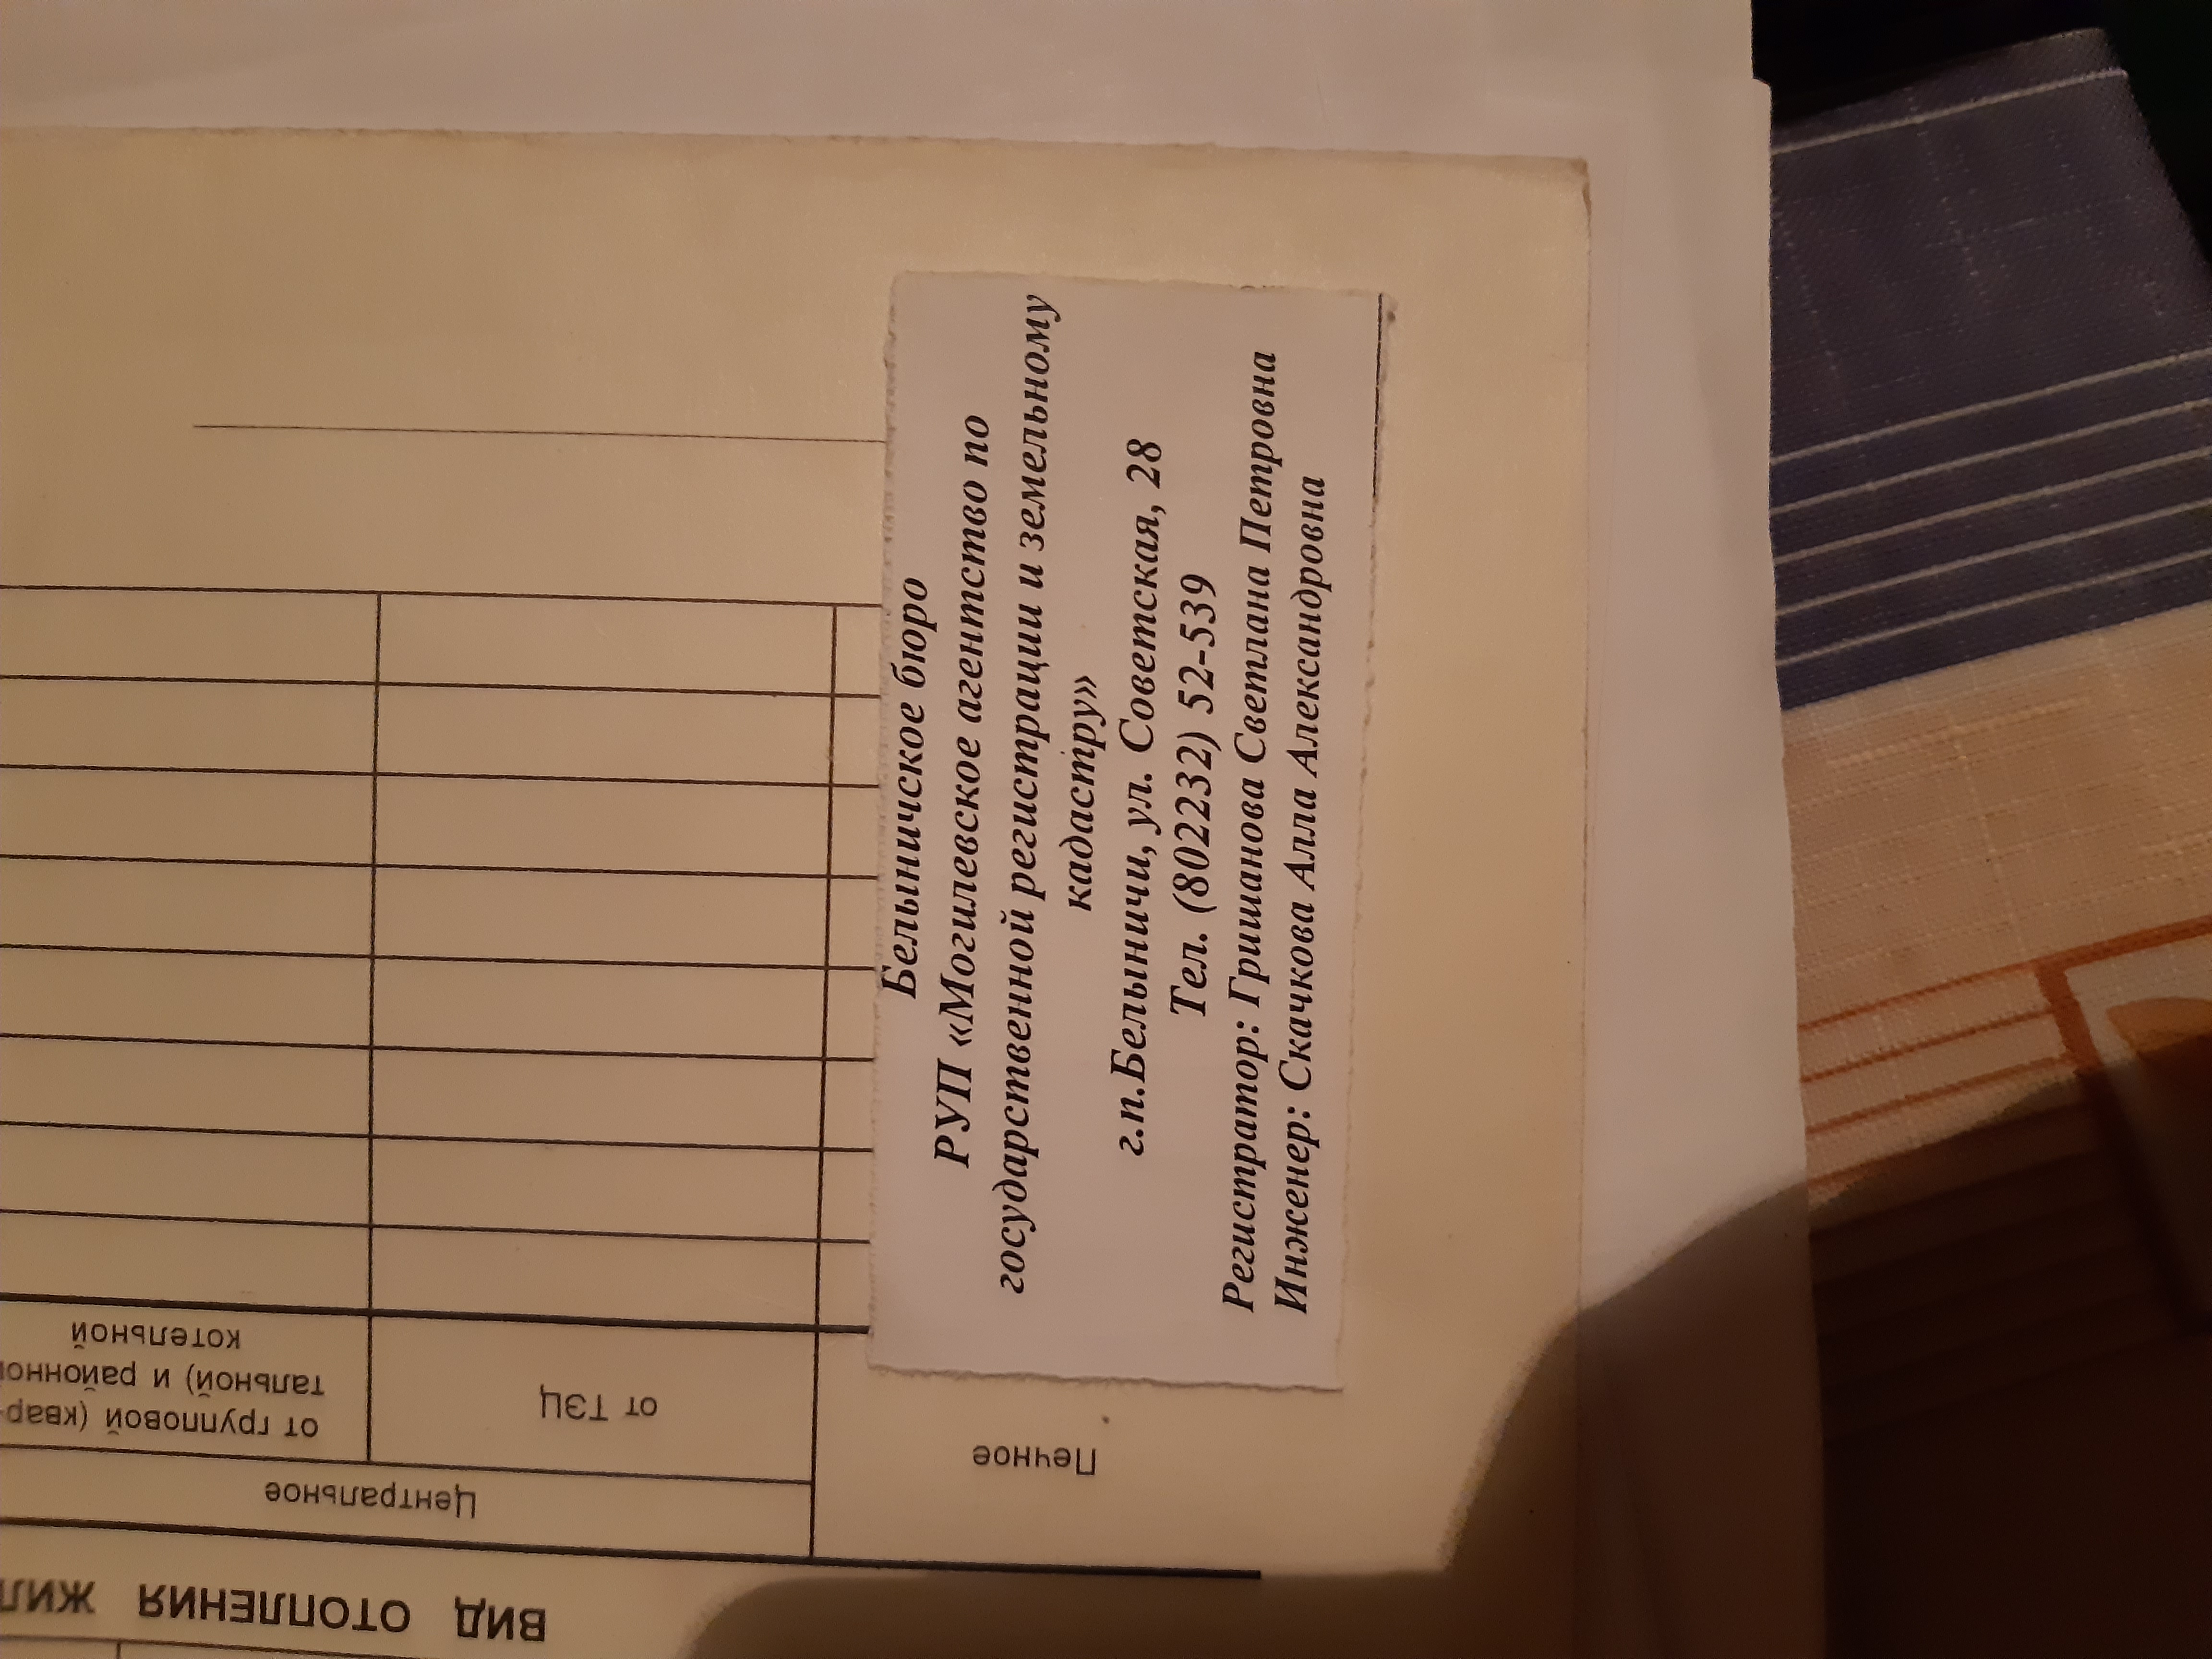 Белыничское бюро
РУП «Могилевское агентство по
государственной регистрации и земельному
кадастру»
г.п.Белыничи, ул. Советская, 28
Тел. (802232) 52-539
Регистратор: Гришанова Светлана Петровна
Инженер: Скачкова Алла Александровна
ВИД ОТОПЛЕНИЯ ЖИЛ
Центральное
Печное
от ТЭЦ
от групповой (квар-
тальной) и районной
котельной